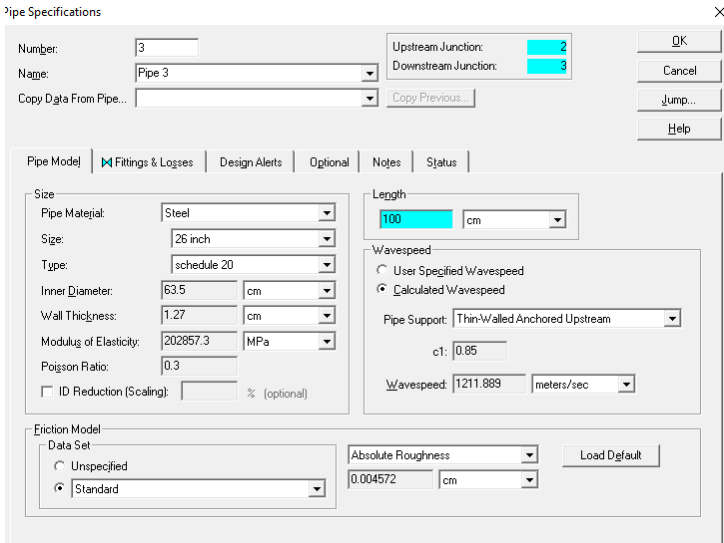 Pipe Specifications
Number: 3
Name: Pipe 3
Copy Data From Pipe... Copy Previous...
Upstream Junction: 2
Downstream Junction: 3
OK
Cancel
Jump...
Help
Pipe Model Fittings & Losses Design Alerts Optional Notes Status
Size
Pipe Material: Steel
Size: 26 inch
Type: schedule 20
Inner Diameter: 63.5 cm
Wall Thickness: 1.27 cm
Modulus of Elasticity: 202857.3 MPa
Poisson Ratio: 0.3
ID Reduction (Scaling): % (optional)
Length
100 cm
Wavespeed
User Specified Wavespeed
Calculated Wavespeed
Pipe Support: Thin-Walled Anchored Upstream
c1: 0.85
Wavespeed: 1211.889 meters/sec
Friction Model
Data Set
Unspecified
Standard
Absolute Roughness
0.004572 cm
Load Default